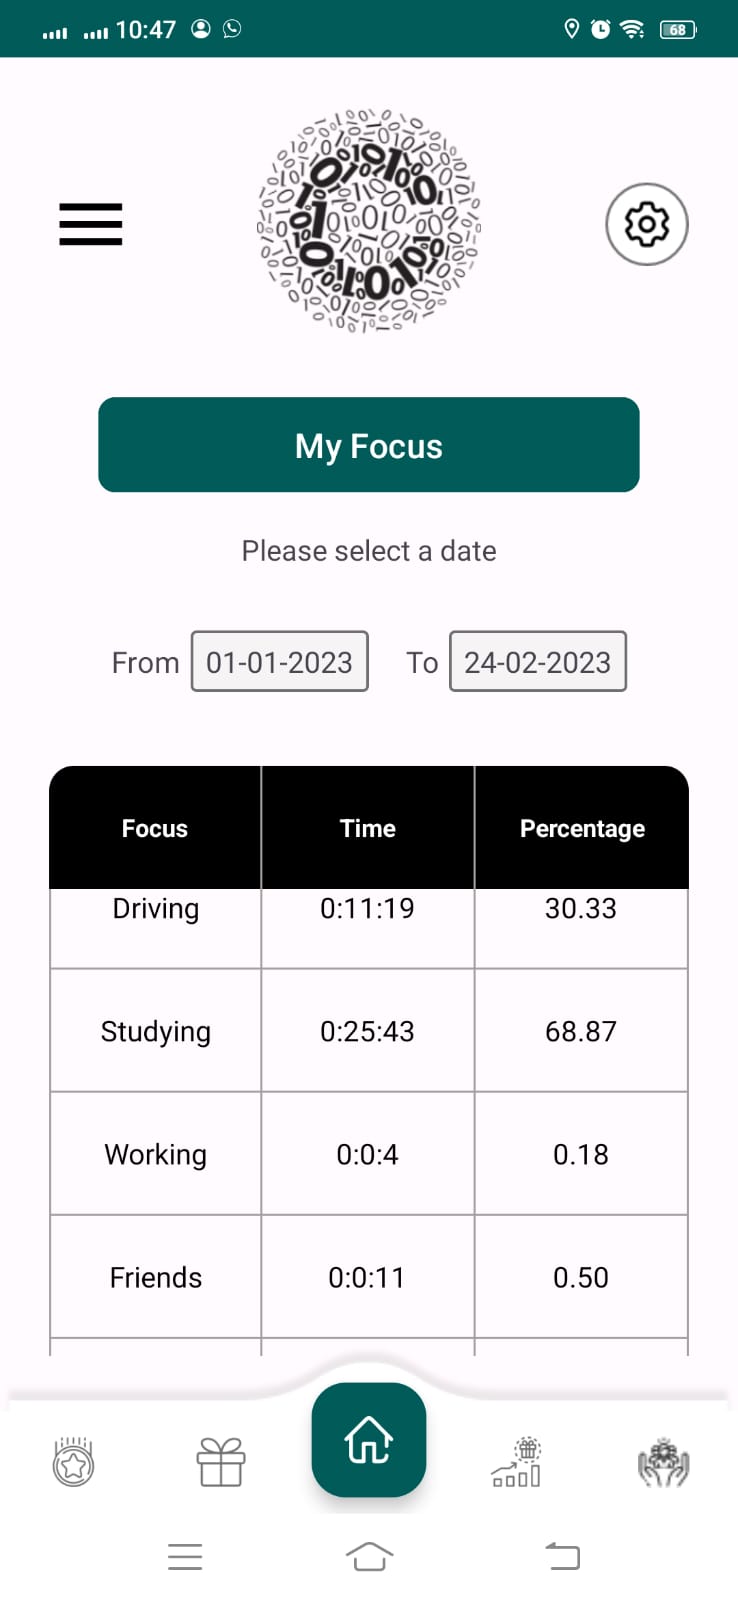 10:47 68
My Focus
Please select a date
From 01-01-2023 To 24-02-2023
Focus Time Percentage
Driving 0:11:19 30.33
Studying 0:25:43 68.87
Working 0:0:4 0.18
Friends 0:0:11 0.50